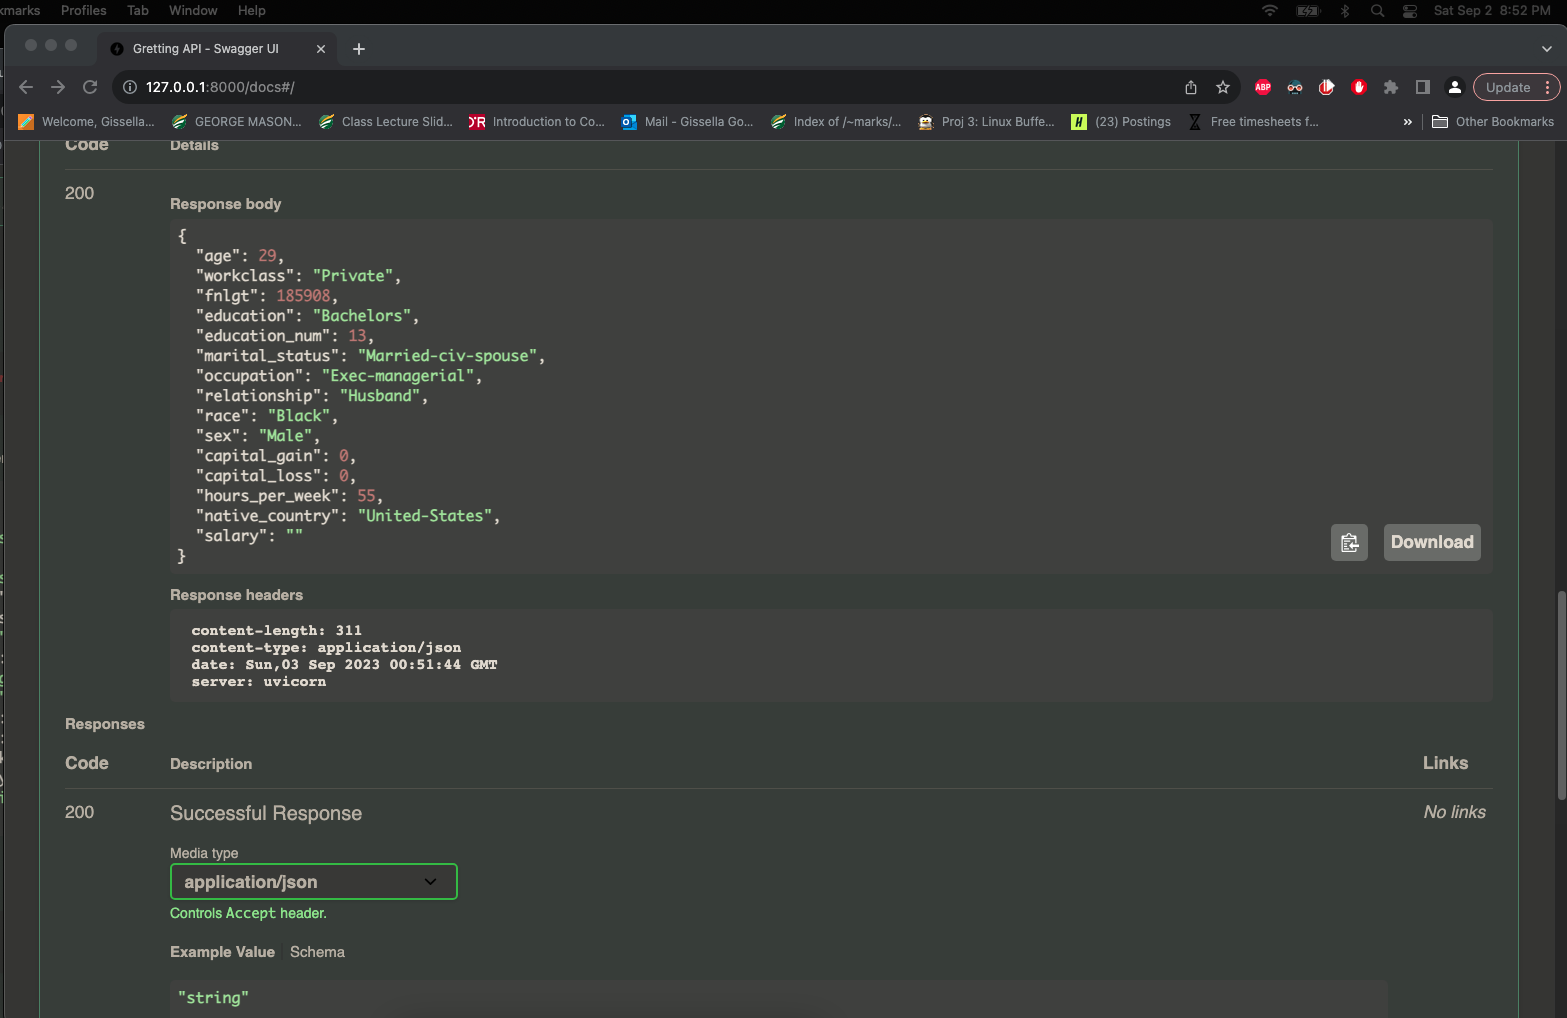 kmarks Profiles Tab Window Help Sat Sep 2 8:52 PM
Gretting API - Swagger UI
127.0.0.1:8000/docs#/ ABP Update
Welcome, Gissella... GEORGE MASON... Class Lecture Slid... Introduction to Co... Mail - Gissella Go... Index of /~marks/... Proj 3: Linux Buffe... H (23) Postings Free timesheets f... » Other Bookmarks
Code Details
200
Response body
{
"age": 29,
"workclass": "Private",
"fnlgt": 185908,
"education": "Bachelors",
"education_num": 13,
"marital_status": "Married-civ-spouse",
"occupation": "Exec-managerial",
"relationship": "Husband",
"race": "Black",
"sex": "Male",
"capital_gain": 0,
"capital_loss": 0,
"hours_per_week": 55,
"native_country": "United-States",
"salary": ""
}
Download
Response headers
content-length: 311
content-type: application/json
date: Sun,03 Sep 2023 00:51:44 GMT
server: uvicorn
Responses
Code Description Links
200 Successful Response No links
Media type
application/json
Controls Accept header.
Example Value Schema
"string"